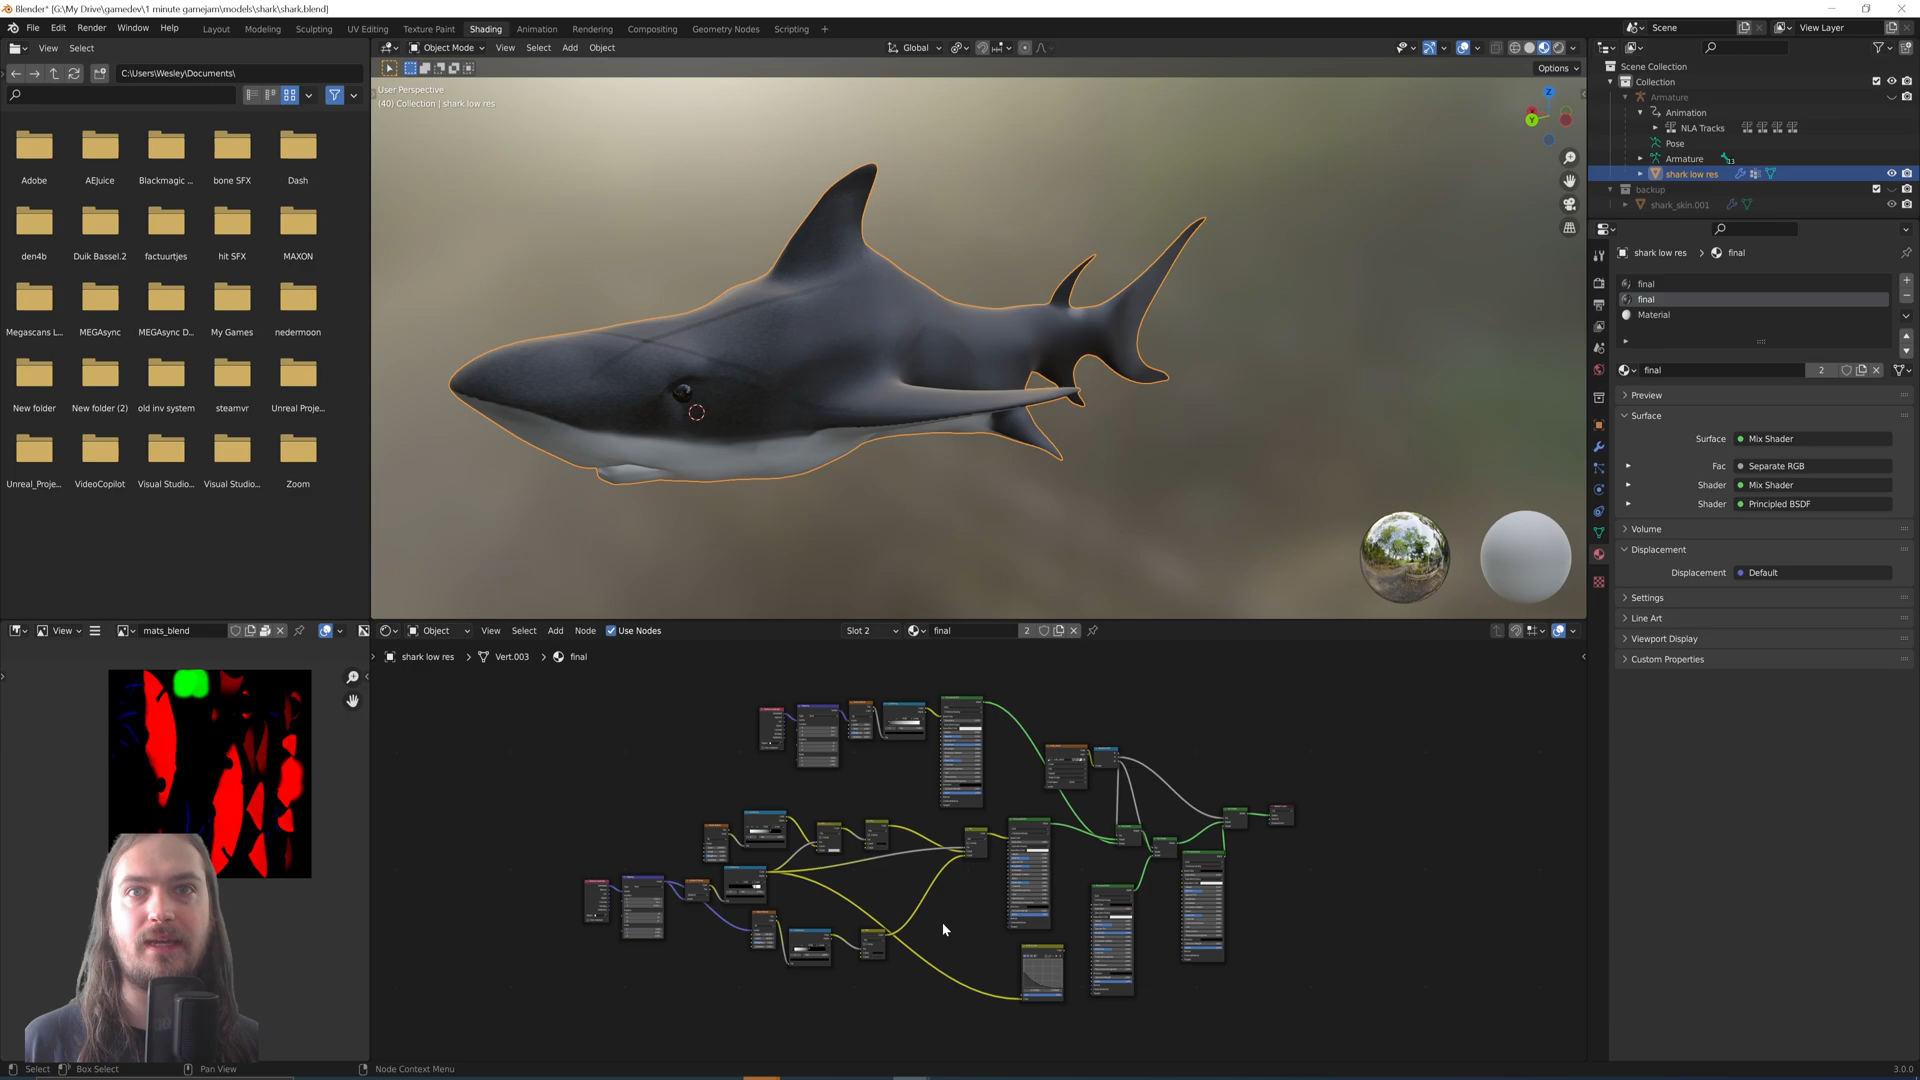 Blender* [G:\My Drive\gamedev\1 minute gamejam\models\shark\shark.blend]
File Edit Render Window Help
Layout Modeling Sculpting UV Editing Texture Paint Shading Animation Rendering Compositing Geometry Nodes Scripting +
Scene
View Layer
View Select
Object Mode View Select Add Object
Global
C:\Users\Wesley\Documents\
Options
User Perspective
(40) Collection | shark low res
Z
Y
Adobe AEJuice Blackmagic ... bone SFX Dash
den4b Duik Bassel.2 factuurtjes hit SFX MAXON
Megascans L... MEGAsync MEGAsync D... My Games nedermoon
New folder New folder (2) old inv system steamvr Unreal Proje...
Unreal_Proje... VideoCopilot Visual Studio... Visual Studio... Zoom
Scene Collection
Collection
Armature
Animation
NLA Tracks
Pose
Armature 13
shark low res
backup
shark_skin.001
shark low res > final
final
final
Material
final 2
Preview
Surface
Surface Mix Shader
Fac Separate RGB
Shader Mix Shader
Shader Principled BSDF
Volume
Displacement
Displacement Default
Settings
Line Art
Viewport Display
Custom Properties
View mats_blend
Object View Select Add Node Use Nodes Slot 2 final 2
shark low res > Vert.003 > final
Select Box Select Pan View Node Context Menu 3.0.0